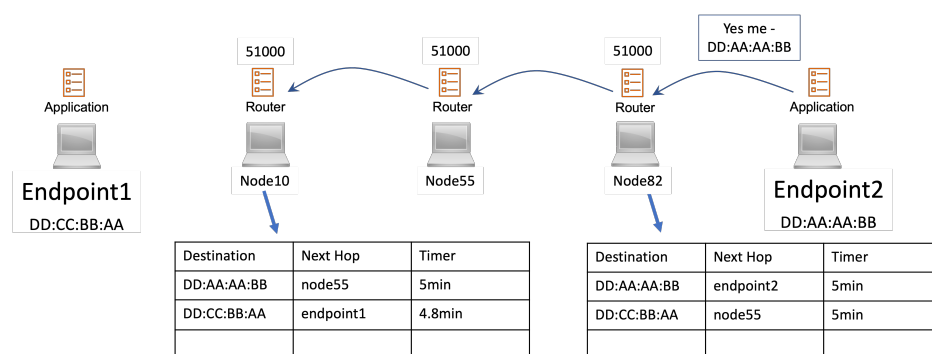 Yes me -
DD:AA:AA:BB
51000
51000
51000
Application
Router
Router
Router
Application
Endpoint1
DD:CC:BB:AA
Node10
Node55
Node82
Endpoint2
DD:AA:AA:BB
Destination Next Hop Timer
DD:AA:AA:BB node55 5min
DD:CC:BB:AA endpoint1 4.8min
Destination Next Hop Timer
DD:AA:AA:BB endpoint2 5min
DD:CC:BB:AA node55 5min